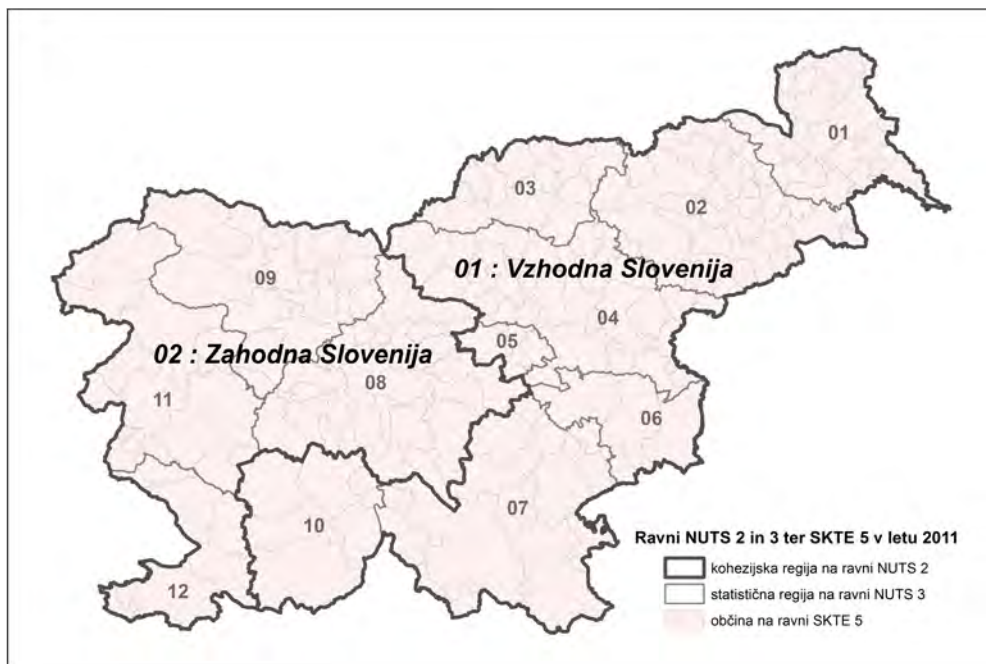 01
03
02
01 : Vzhodna Slovenija
09
04
05
02 : Zahodna Slovenija
08
11
06
07
10
12
Ravni NUTS 2 in 3 ter SKTE 5 v letu 2011
kohezijska regija na ravni NUTS 2
statistična regija na ravni NUTS 3
občina na ravni SKTE 5